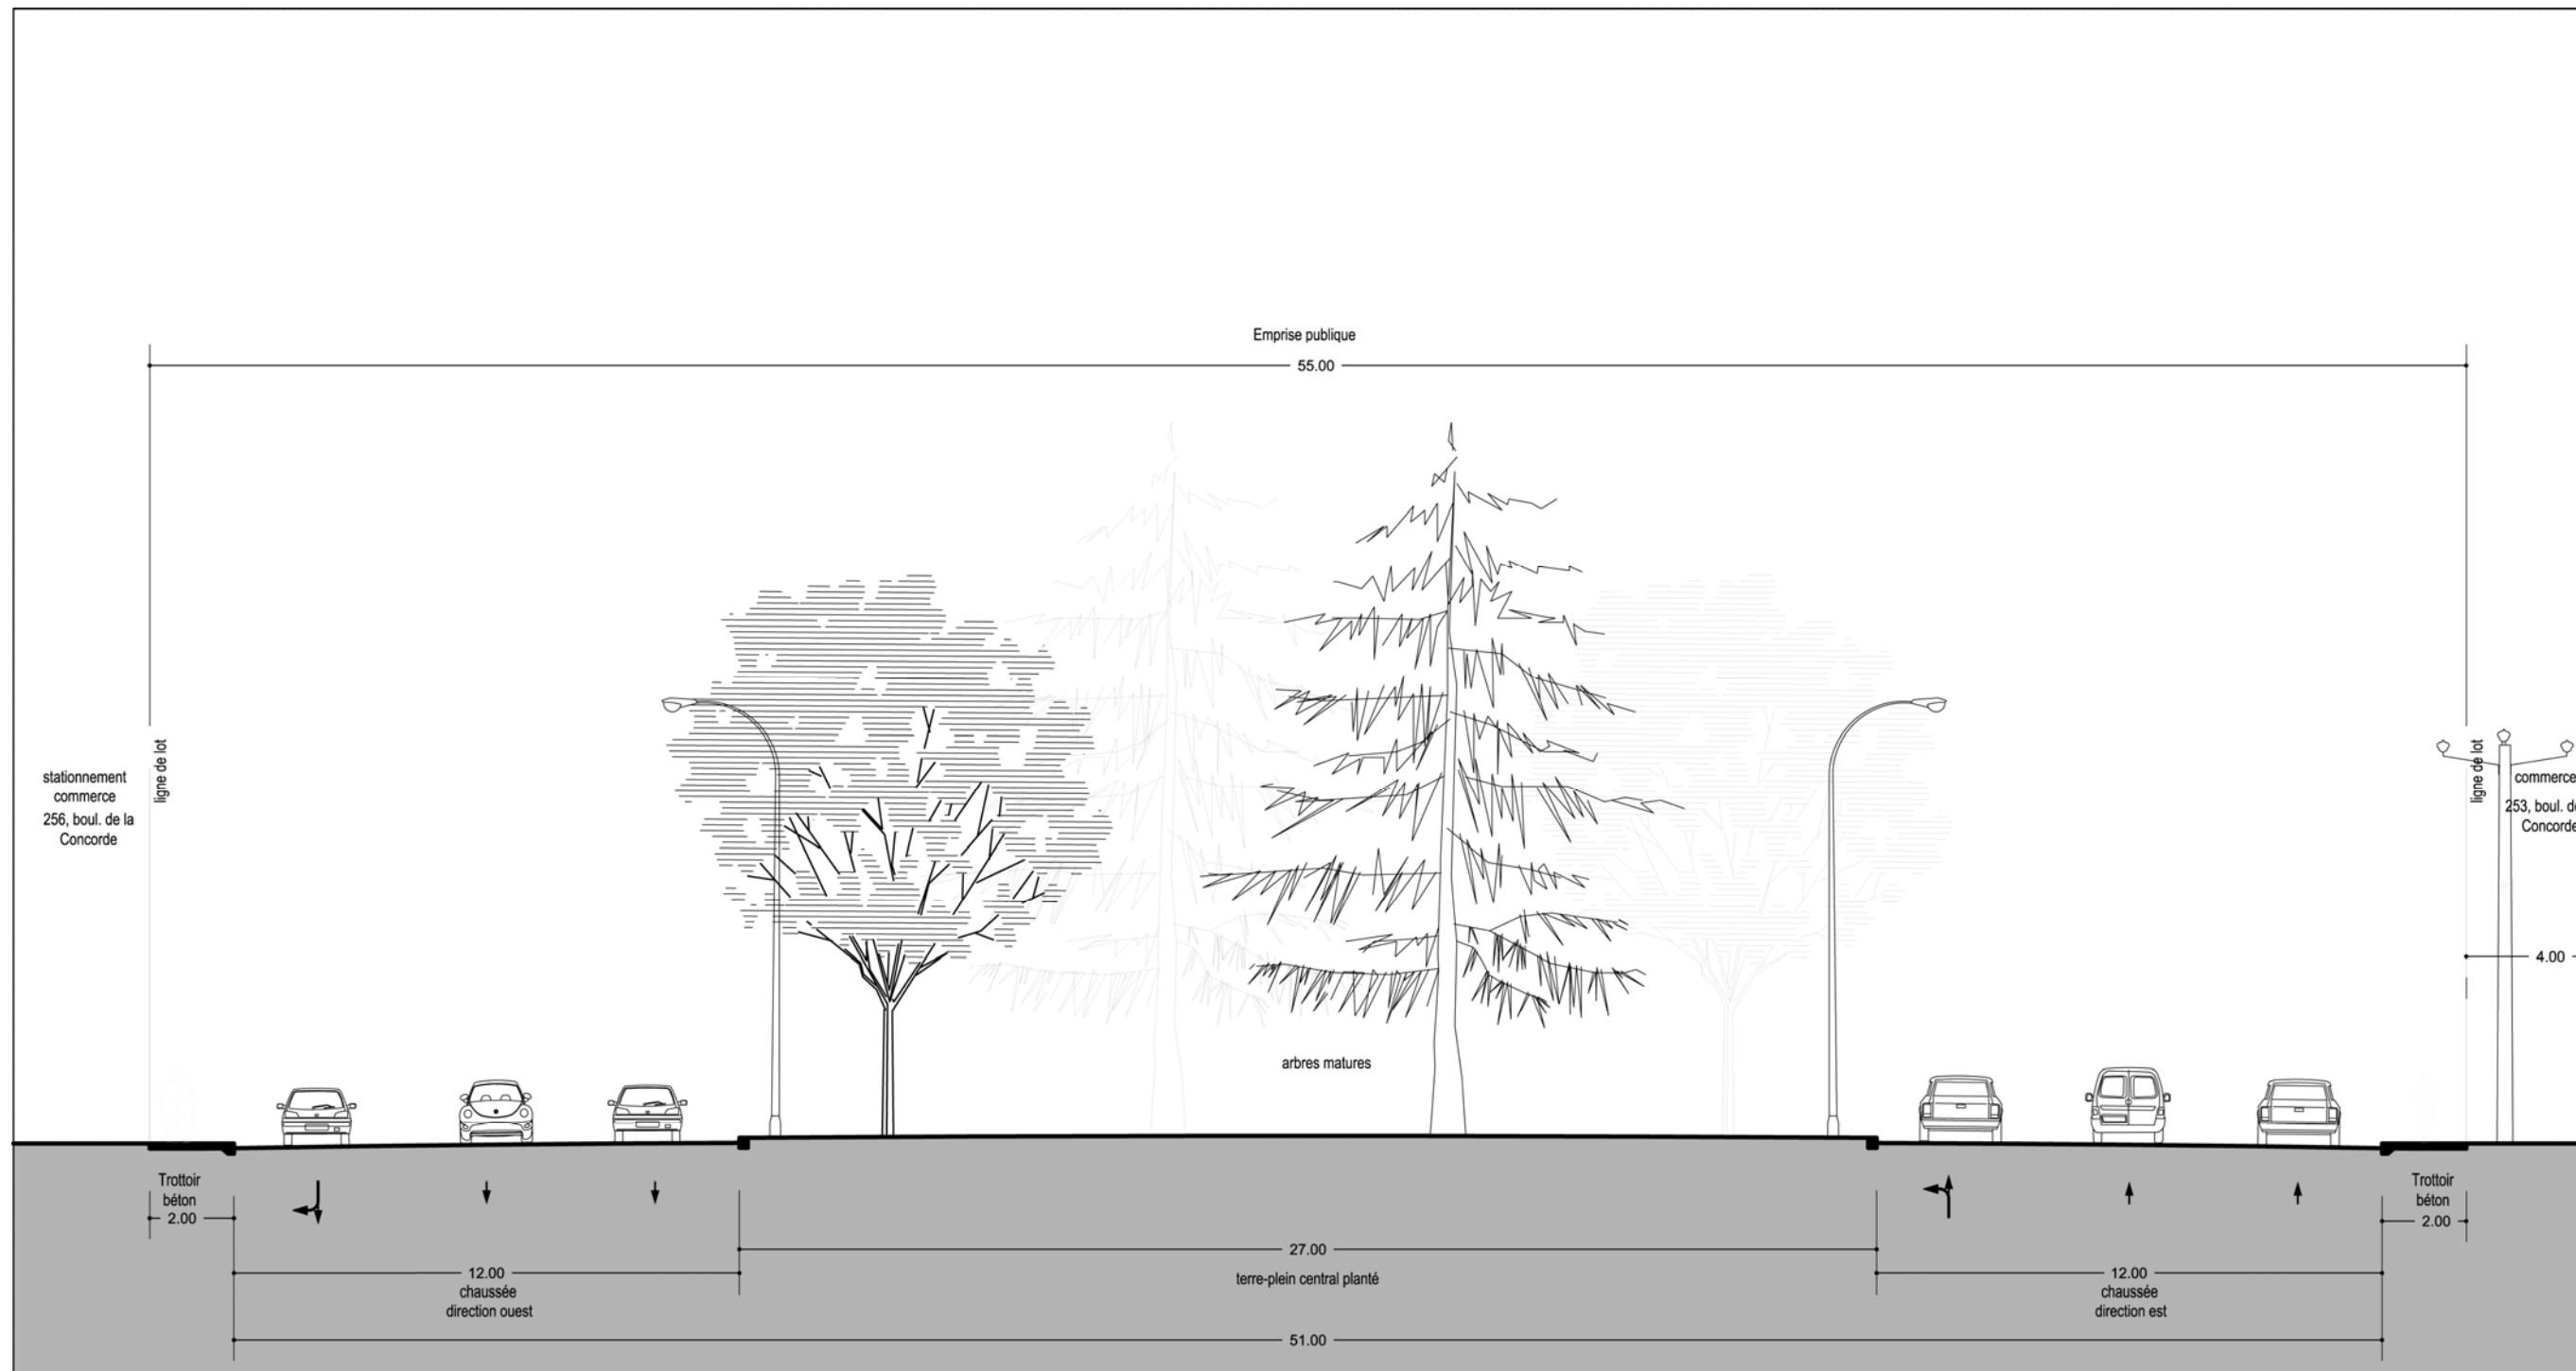 Emprise publique
55.00
stationnement
commerce
256, boul. de la
Concorde
ligne de lot
ligne de lot
commerce
253, boul. de
Concorde
4.00
arbres matures
Trottoir
béton
2.00
Trottoir
béton
2.00
27.00
terre-plein central planté
12.00
chaussée
direction ouest
12.00
chaussée
direction est
51.00